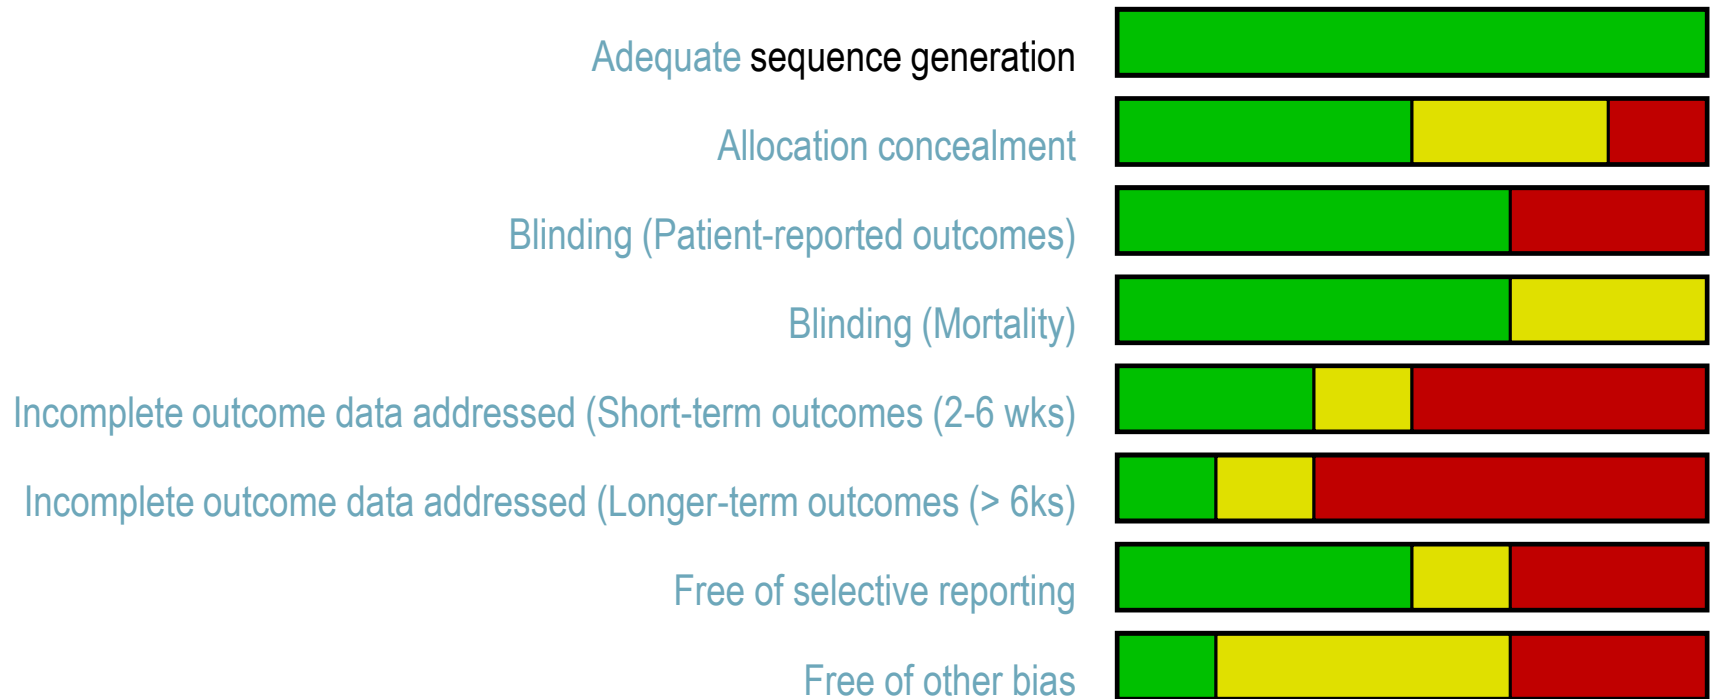 Adequate sequence generation
Allocation concealment
Blinding (Patient-reported outcomes)
Blinding (Mortality)
Incomplete outcome data addressed (Short-term outcomes (2-6 wks)
Incomplete outcome data addressed (Longer-term outcomes (> 6ks)
Free of selective reporting
Free of other bias